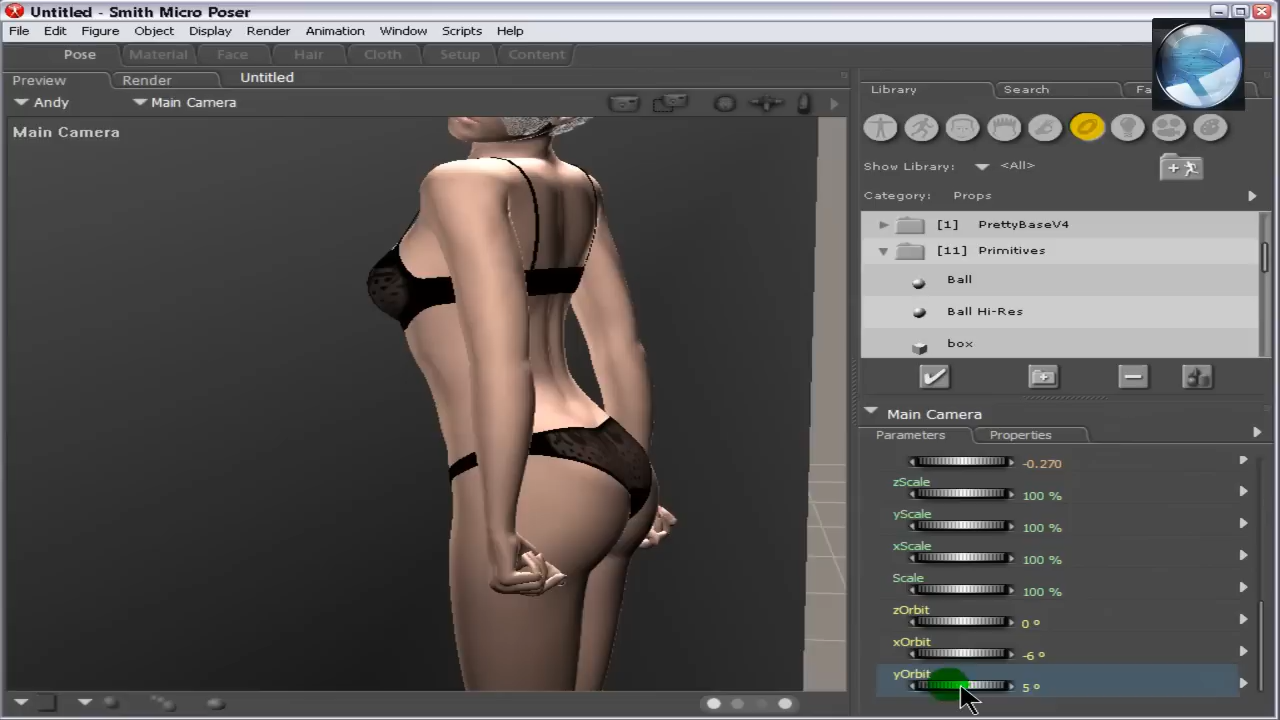 Untitled - Smith Micro Poser
File Edit Figure Object Display Render Animation Window Scripts Help
Pose Material Face Hair Cloth Setup Content
Preview Render Untitled
Andy Main Camera
Main Camera
Library Search Fa
Show Library: <All>
Category: Props
[1] PrettyBaseV4
[11] Primitives
Ball
Ball Hi-Res
box
Main Camera
Parameters Properties
-0.270
zScale
100 %
yScale
100 %
xScale
100 %
Scale
100 %
zOrbit
0 °
xOrbit
-6 °
yOrbit
5 °